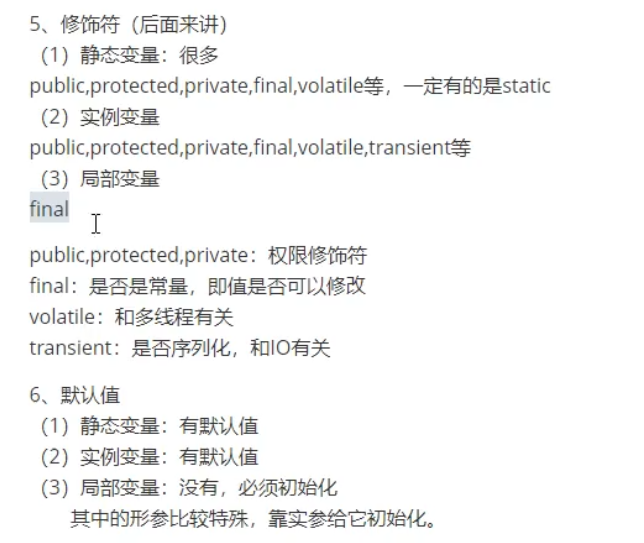 5、修饰符（后面来讲）
（1）静态变量：很多
public,protected,private,final,volatile等，一定有的是static
（2）实例变量
public,protected,private,final,volatile,transient等
（3）局部变量
final
public,protected,private：权限修饰符
final：是否是常量，即值是否可以修改
volatile：和多线程有关
transient：是否序列化，和IO有关
6、默认值
（1）静态变量：有默认值
（2）实例变量：有默认值
（3）局部变量：没有，必须初始化
其中的形参比较特殊，靠实参给它初始化。